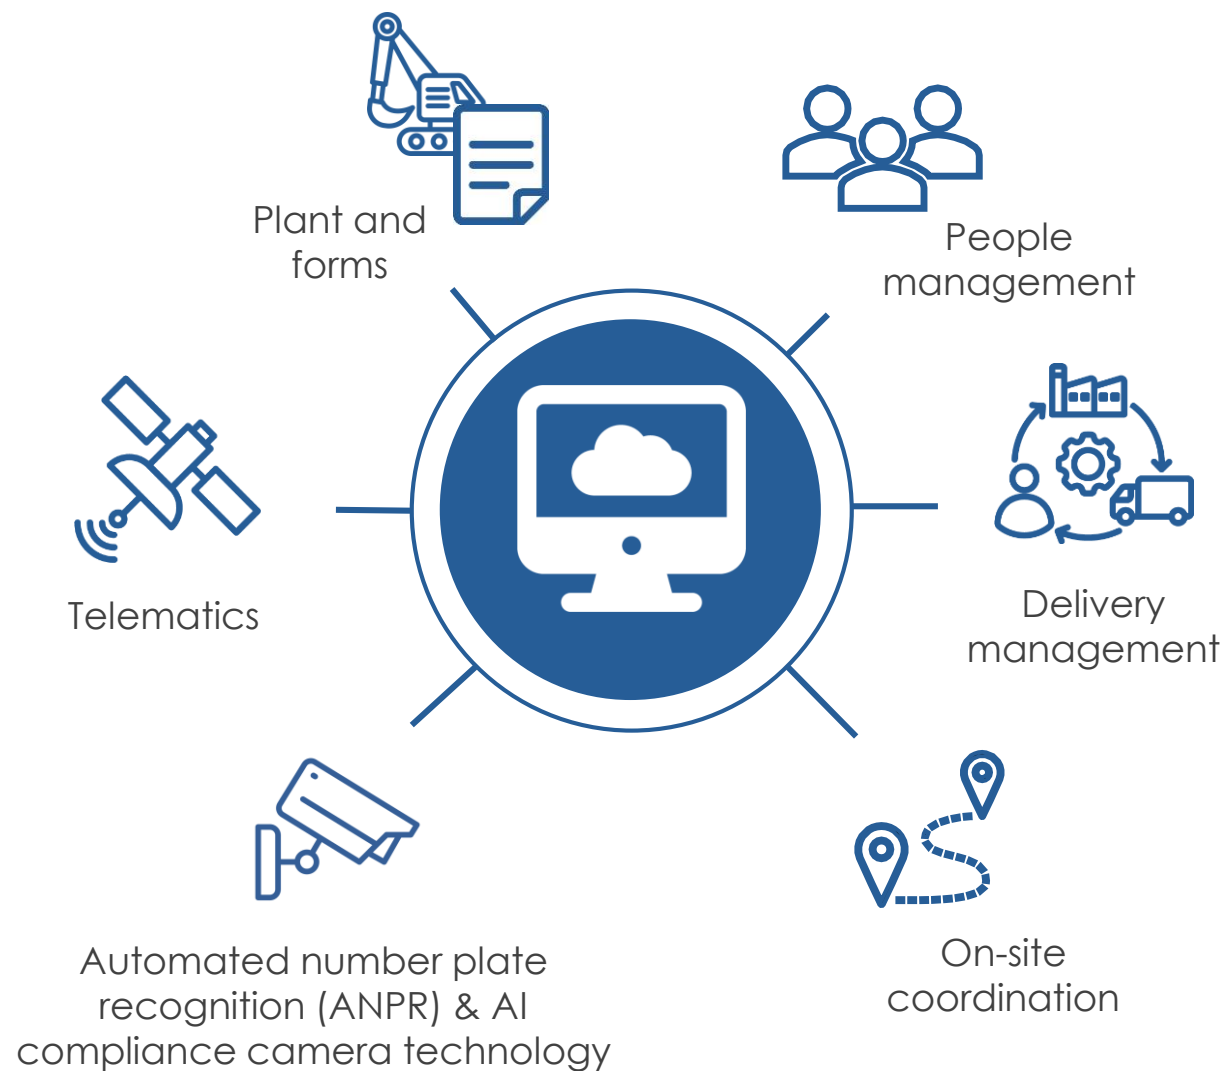 Plant and
forms
People
management
Telematics
Delivery
management
Automated number plate
recognition (ANPR) & AI
compliance camera technology
On-site
coordination